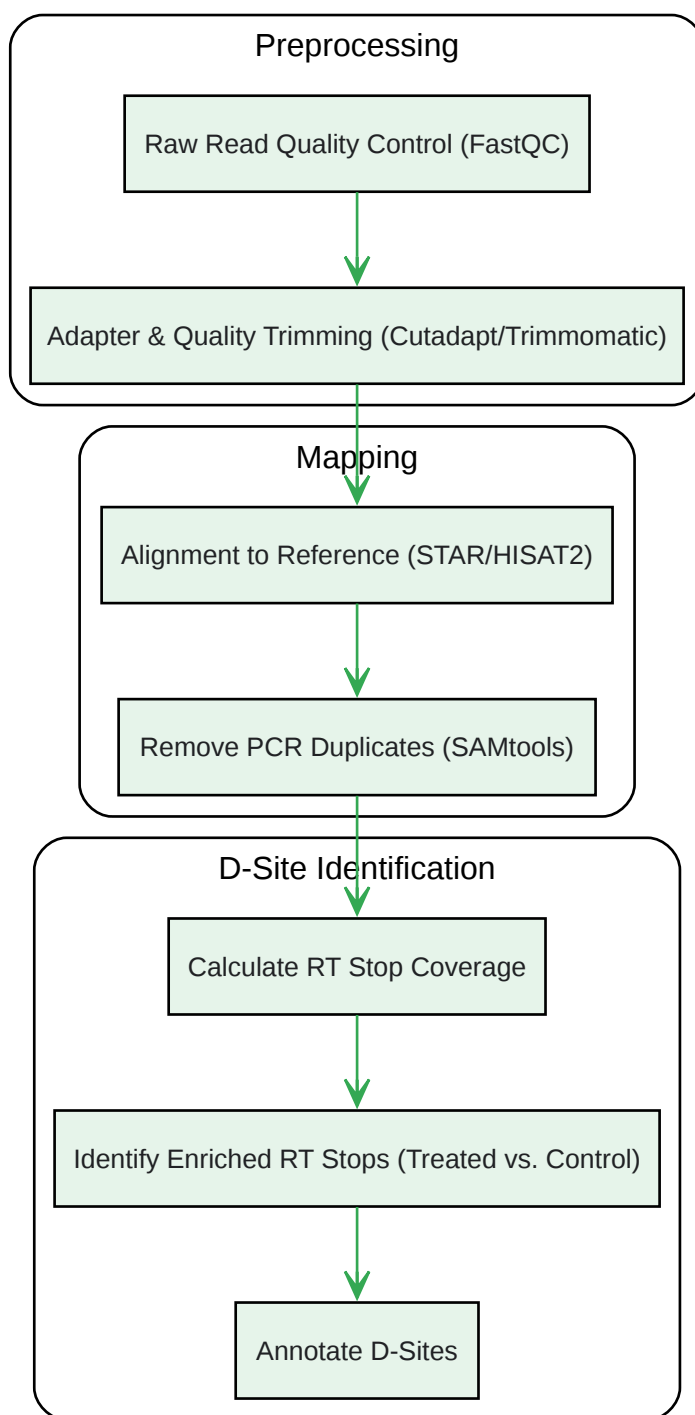 Preprocessing
Raw Read Quality Control (FastQC)
Adapter & Quality Trimming (Cutadapt/Trimmomatic)
Mapping
Alignment to Reference (STAR/HISAT2)
Remove PCR Duplicates (SAMtools)
D-Site Identification
Calculate RT Stop Coverage
Identify Enriched RT Stops (Treated vs. Control)
Annotate D-Sites